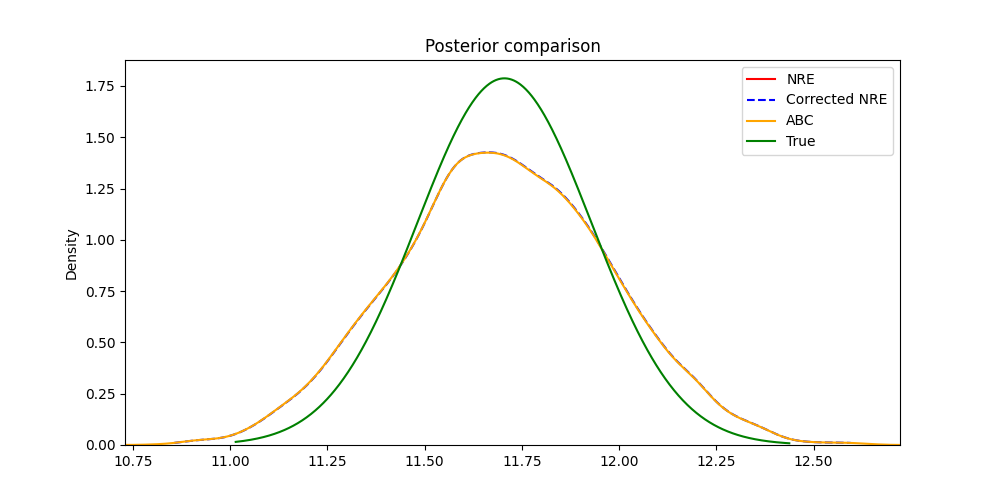 Posterior comparison
NRE
Corrected NRE
ABC
True
Density
1.75
1.50
1.25
1.00
0.75
0.50
0.25
0.00
10.75 11.00 11.25 11.50 11.75 12.00 12.25 12.50